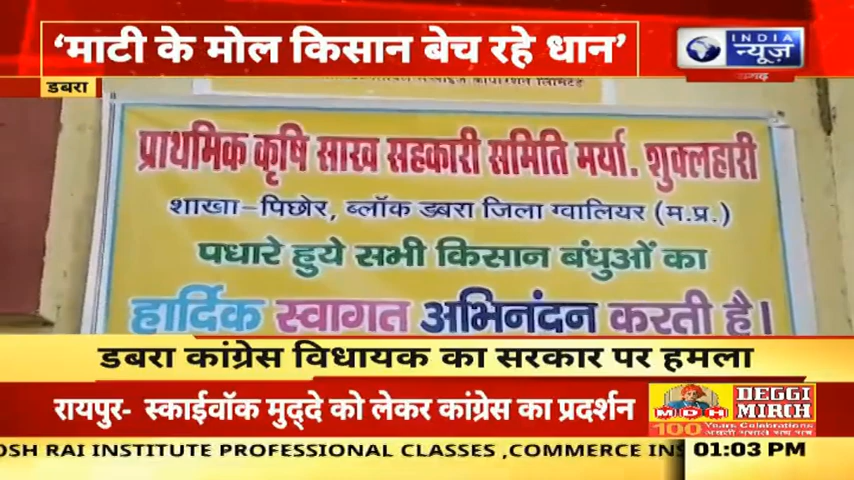 'माटी के मोल किसान बेच रहे धान'
INDIA
न्यूज़
डबरा
प्राथमिक कृषि साख सहकारी समिति मर्या. शुक्लहारी
शाखा-पिछोर, ब्लॉक डबरा जिला ग्वालियर (म.प्र.)
पधारे हुये सभी किसान बंधुओं का
हार्दिक स्वागत अभिनंदन करती है।
डबरा कांग्रेस विधायक का सरकार पर हमला
रायपुर- स्काईवॉक मुद्दे को लेकर कांग्रेस का प्रदर्शन
MDH
DEGGI
MIRCH
100 Years Celebrations
OSH RAI INSTITUTE PROFESSIONAL CLASSES ,COMMERCE INS
01:03 PM